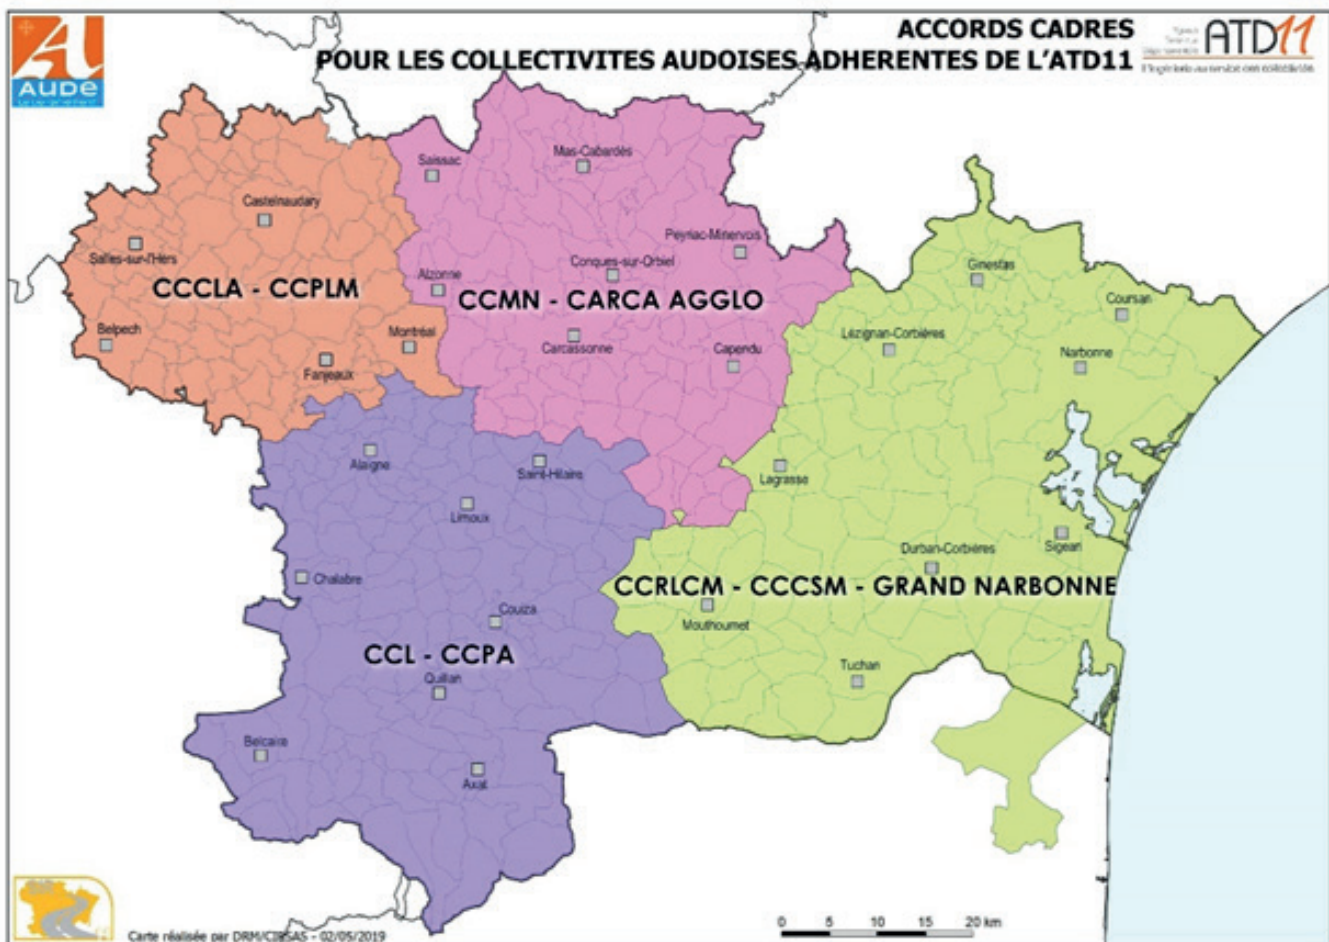 ACCORDS CADRES
POUR LES COLLECTIVITES AUDOISES ADHERENTES DE L'ATD11
AUDE
ATD11
Mas-Cabardès
Saissac
Castelnaudary
Peyriac-Minervois
Salles-sur-l'Hers
Alzonne
Conques-sur-Orbiel
Ginestas
CCCLA - CCPLM
CCMN - CARCA AGGLO
Coursan
Belpech
Montréal
Carcassonne
Capendu
Lézignan-Corbières
Narbonne
Fanjeaux
Alaigne
Saint-Hilaire
Lagrasse
Limoux
Durban-Corbières
Sigean
Chalabre
CCRLCM - CCCSM - GRAND NARBONNE
Couiza
Mouthoumet
CCL - CCPA
Tuchan
Quillan
Belcaire
Axat
0 5 10 15 20 km
Carte réalisée par DRM/CIRSAS - 02/05/2019